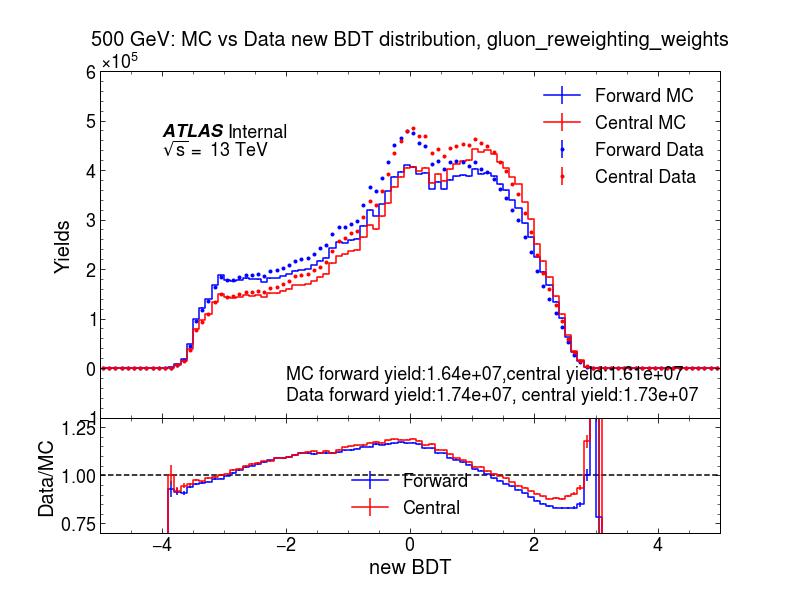 500 GeV: MC vs Data new BDT distribution, gluon_reweighting_weights
×10⁵
6
5
4
3
2
1
0
−1
Yields
ATLAS Internal
√s = 13 TeV
Forward MC
Central MC
Forward Data
Central Data
MC forward yield:1.64e+07,central yield:1.61e+07
Data forward yield:1.74e+07, central yield:1.73e+07
1.25
1.00
0.75
Data/MC
Forward
Central
−4 −2 0 2 4
new BDT